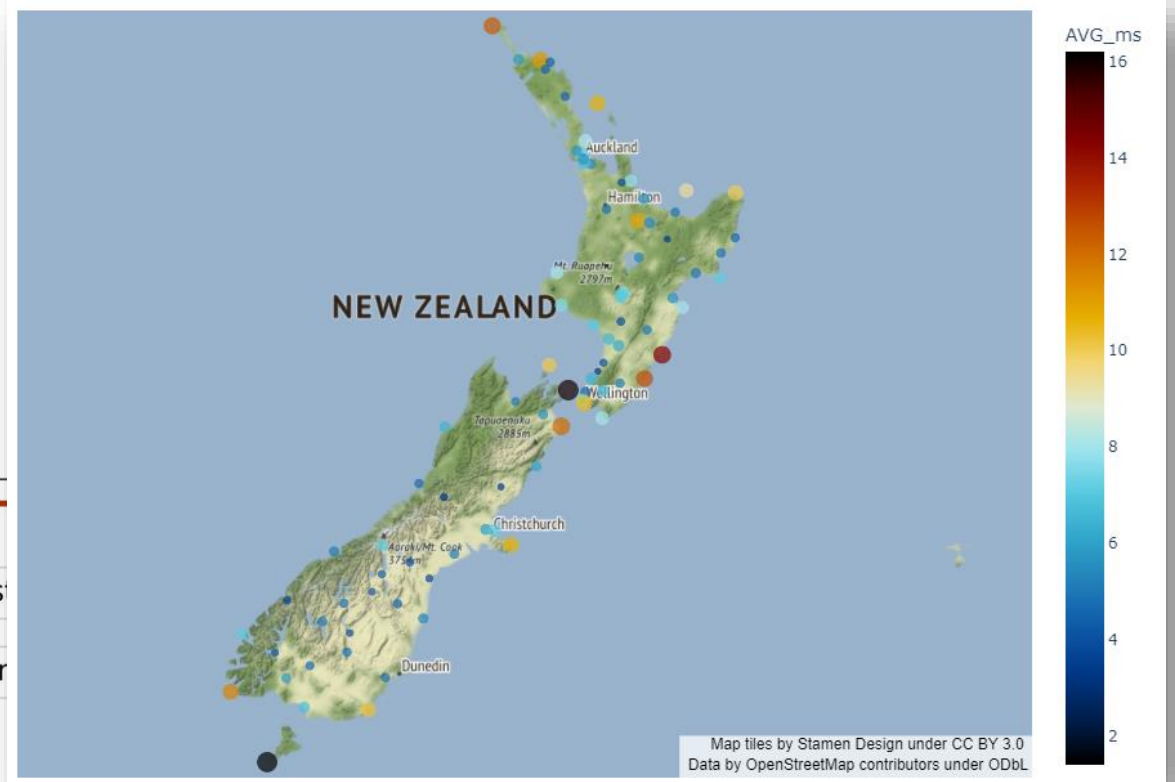 AVG_ms
16
14
12
10
8
6
4
2
Auckland
Hamilton
Mt. Ruapehu
2797m
NEW ZEALAND
Wellington
Tapuaenuku
2885m
Christchurch
Aoraki/Mt. Cook
Dunedin
Map tiles by Stamen Design under CC BY 3.0
Data by OpenStreetMap contributors under ODbL